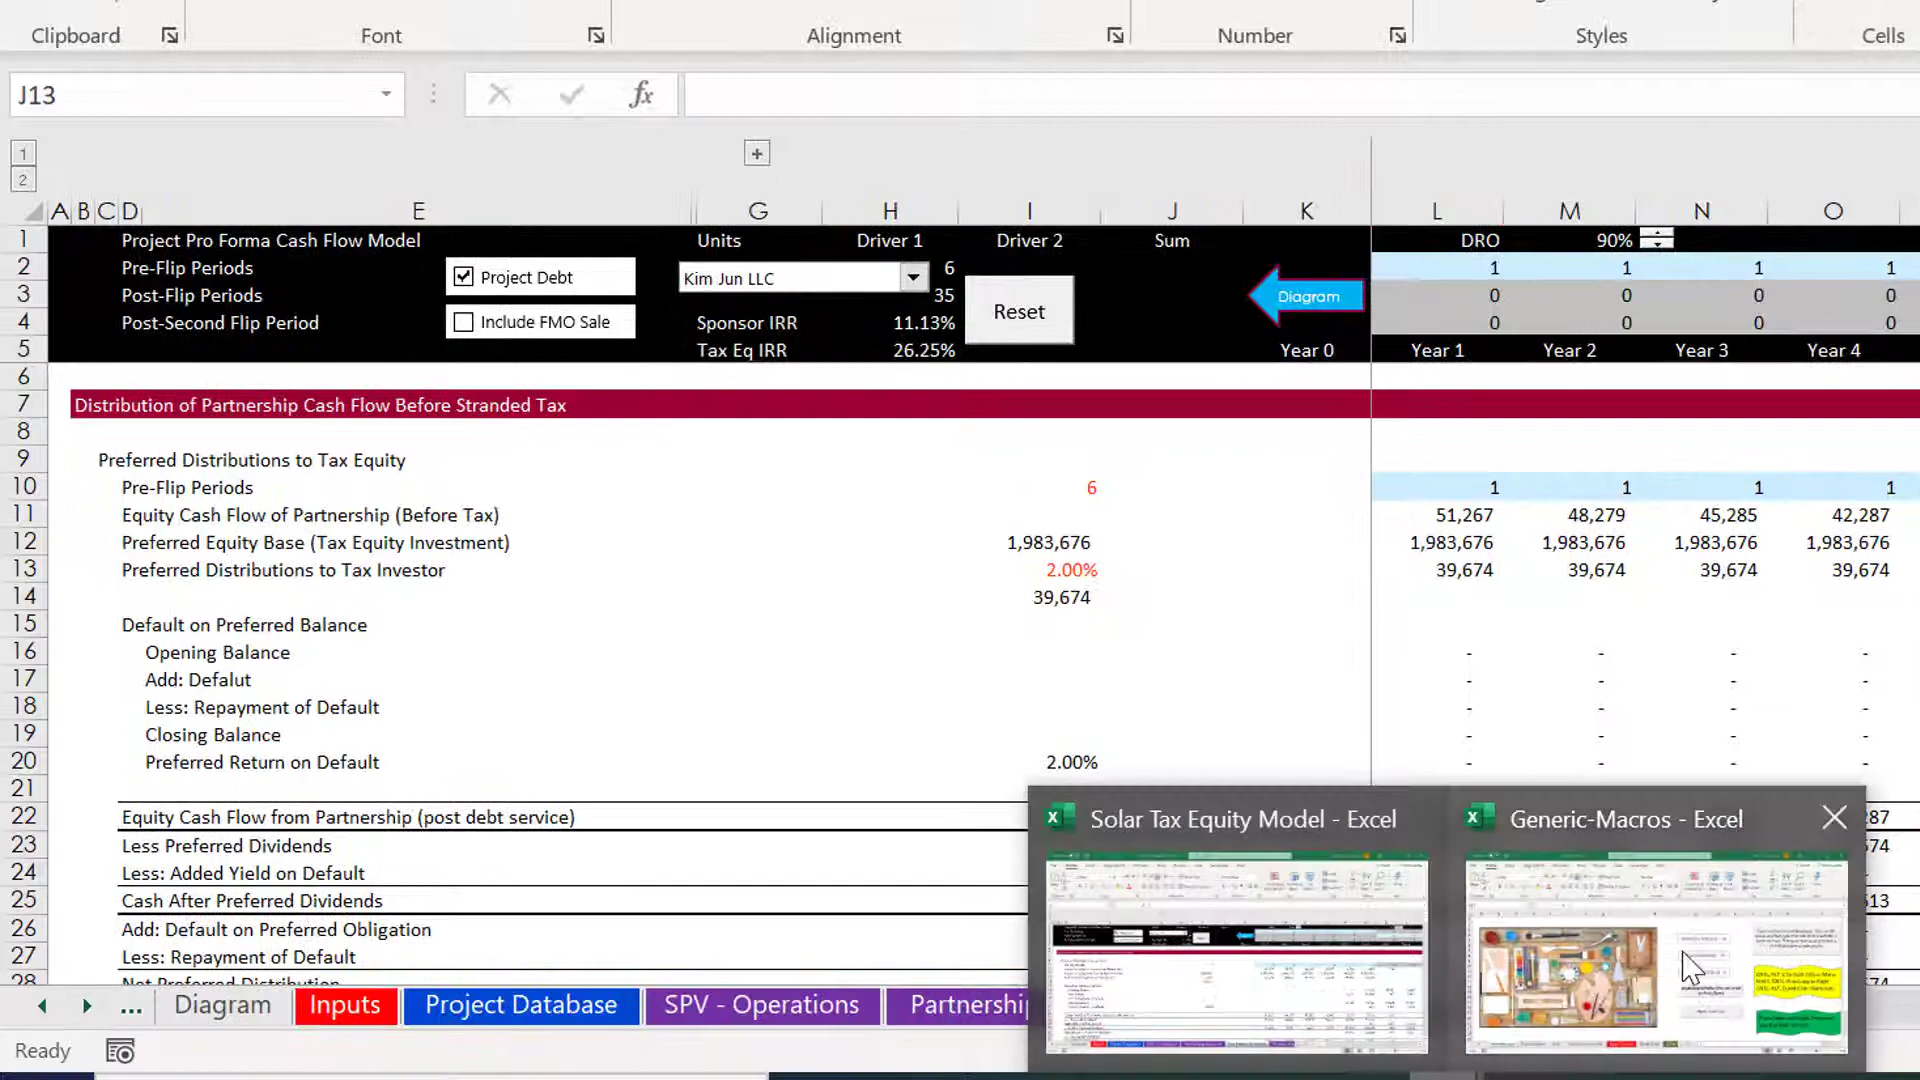 Clipboard Font Alignment Number Styles Cells
J13 fx
1
2
A B C D E G H I J K L M N O
1 Project Pro Forma Cash Flow Model Units Driver 1 Driver 2 Sum DRO 90%
2 Pre-Flip Periods Project Debt Kim Jun LLC 6 1 1 1 1
3 Post-Flip Periods 35 Reset Diagram 0 0 0 0
4 Post-Second Flip Period Include FMO Sale Sponsor IRR 11.13% 0 0 0 0
5 Tax Eq IRR 26.25% Year 0 Year 1 Year 2 Year 3 Year 4
6
7 Distribution of Partnership Cash Flow Before Stranded Tax
8
9 Preferred Distributions to Tax Equity
10 Pre-Flip Periods 6 1 1 1 1
11 Equity Cash Flow of Partnership (Before Tax) 51,267 48,279 45,285 42,287
12 Preferred Equity Base (Tax Equity Investment) 1,983,676 1,983,676 1,983,676 1,983,676 1,983,676
13 Preferred Distributions to Tax Investor 2.00% 39,674 39,674 39,674 39,674
14 39,674
15 Default on Preferred Balance
16 Opening Balance - - - -
17 Add: Defalut - - - -
18 Less: Repayment of Default - - - -
19 Closing Balance - - - -
20 Preferred Return on Default 2.00% - - - -
21
22 Equity Cash Flow from Partnership (post debt service) 287
23 Less Preferred Dividends 574
24 Less: Added Yield on Default
25 Cash After Preferred Dividends 513
26 Add: Default on Preferred Obligation
27 Less: Repayment of Default
28 Net Preferred Distribution 574
Solar Tax Equity Model - Excel Generic-Macros - Excel
... Diagram Inputs Project Database SPV - Operations Partnership
Ready